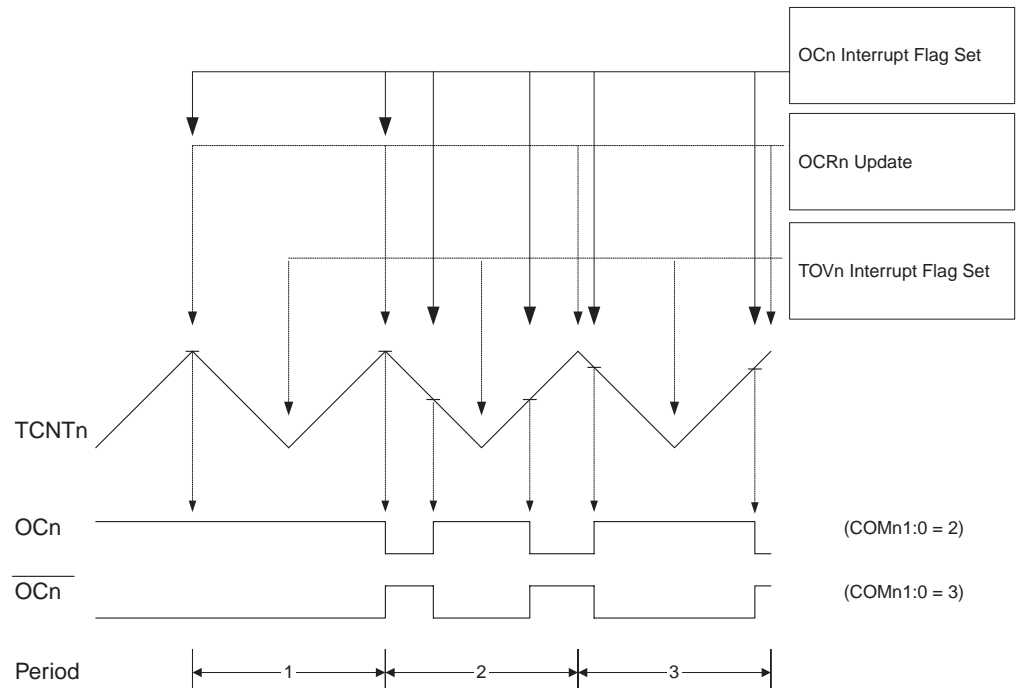 OCn Interrupt Flag Set
OCRn Update
TOVn Interrupt Flag Set
TCNTn
OCn
(COMn1:0 = 2)
OCn
(COMn1:0 = 3)
Period
1
2
3